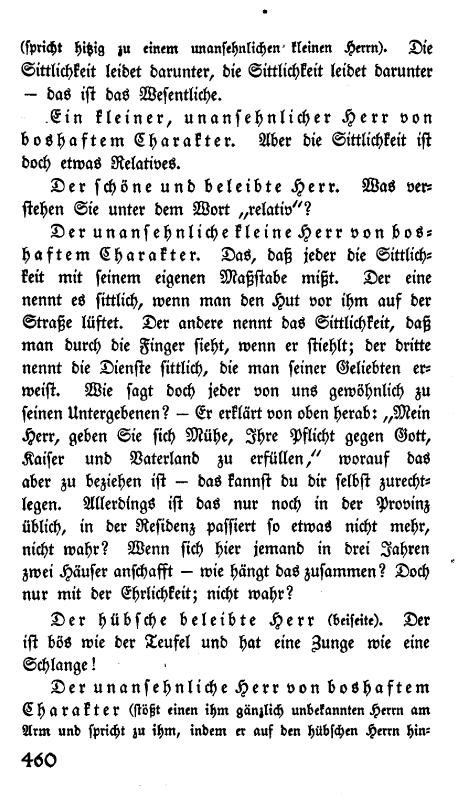 (spricht hitzig zu einem unansehnlichen kleinen Herrn). Die
Sittlichkeit leidet darunter, die Sittlichkeit leidet darunter
— das ist das Wesentliche.
Ein kleiner, unansehnlicher Herr von
boshaftem Charakter. Aber die Sittlichkeit ist
doch etwas Relatives.
Der schöne und beleibte Herr. Was ver-
stehen Sie unter dem Wort „relativ“?
Der unansehnliche kleine Herr von bos-
haftem Charakter. Das, daß jeder die Sittlich-
keit mit seinem eigenen Maßstabe mißt. Der eine
nennt es sittlich, wenn man den Hut vor ihm auf der
Straße lüftet. Der andere nennt das Sittlichkeit, daß
man durch die Finger sieht, wenn er stiehlt; der dritte
nennt die Dienste sittlich, die man seiner Geliebten er-
weist. Wie sagt doch jeder von uns gewöhnlich zu
seinen Untergebenen? — Er erklärt von oben herab: „Mein
Herr, geben Sie sich Mühe, Ihre Pflicht gegen Gott,
Kaiser und Vaterland zu erfüllen,“ worauf das
aber zu beziehen ist — das kannst du dir selbst zurecht-
legen. Allerdings ist das nur noch in der Provinz
üblich, in der Residenz passiert so etwas nicht mehr,
nicht wahr? Wenn sich hier jemand in drei Jahren
zwei Häuser anschafft — wie hängt das zusammen? Doch
nur mit der Ehrlichkeit; nicht wahr?
Der hübsche beleibte Herr (beiseite). Der
ist bös wie der Teufel und hat eine Zunge wie eine
Schlange!
Der unansehnliche Herr von boshaftem
Charakter (stößt einen ihm gänzlich unbekannten Herrn am
Arm und spricht zu ihm, indem er auf den hübschen Herrn hin-
460